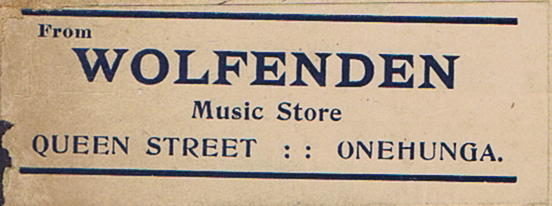 From
WOLFENDEN
Music Store
QUEEN STREET : : ONEHUNGA.